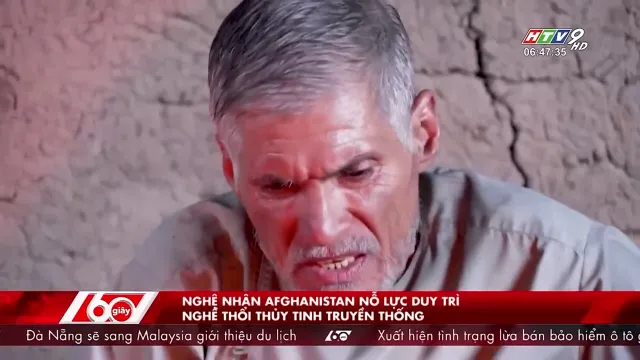 HTV9 HD
06:47:35
NGHỆ NHÂN AFGHANISTAN NỖ LỰC DUY TRÌ
NGHỀ THỔI THỦY TINH TRUYỀN THỐNG
60 giây
Đà Nẵng sẽ sang Malaysia giới thiệu du lịch 60 giây Xuất hiện tình trạng lừa bán bảo hiểm ô tô